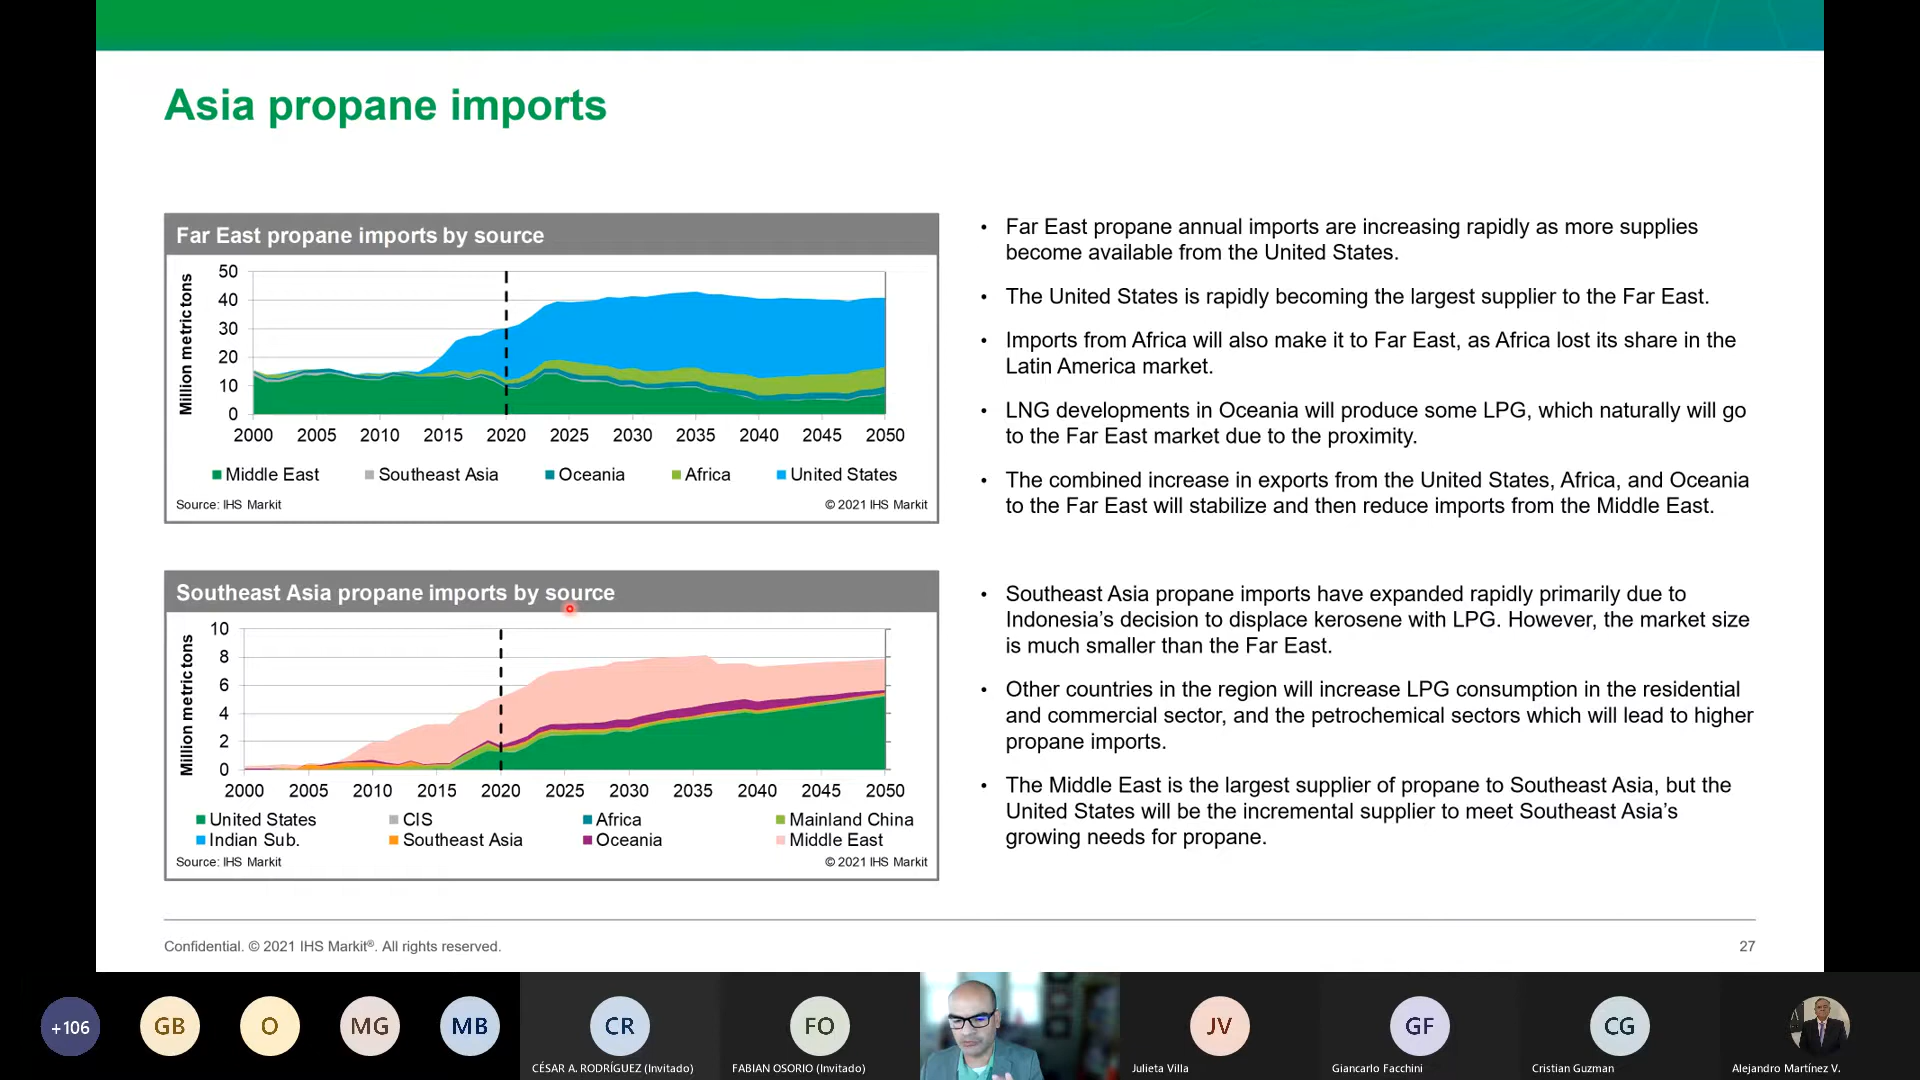 Asia propane imports
Far East propane imports by source
Million metric tons
50
40
30
20
10
0
2000 2005 2010 2015 2020 2025 2030 2035 2040 2045 2050
Middle East Southeast Asia Oceania Africa United States
Source: IHS Markit © 2021 IHS Markit
• Far East propane annual imports are increasing rapidly as more supplies
become available from the United States.
• The United States is rapidly becoming the largest supplier to the Far East.
• Imports from Africa will also make it to Far East, as Africa lost its share in the
Latin America market.
• LNG developments in Oceania will produce some LPG, which naturally will go
to the Far East market due to the proximity.
• The combined increase in exports from the United States, Africa, and Oceania
to the Far East will stabilize and then reduce imports from the Middle East.
Southeast Asia propane imports by source
Million metric tons
10
8
6
4
2
0
2000 2005 2010 2015 2020 2025 2030 2035 2040 2045 2050
United States CIS Africa Mainland China
Indian Sub. Southeast Asia Oceania Middle East
Source: IHS Markit © 2021 IHS Markit
• Southeast Asia propane imports have expanded rapidly primarily due to
Indonesia’s decision to displace kerosene with LPG. However, the market size
is much smaller than the Far East.
• Other countries in the region will increase LPG consumption in the residential
and commercial sector, and the petrochemical sectors which will lead to higher
propane imports.
• The Middle East is the largest supplier of propane to Southeast Asia, but the
United States will be the incremental supplier to meet Southeast Asia’s
growing needs for propane.
Confidential. © 2021 IHS Markit®. All rights reserved. 27
+106 GB O MG MB CR FO JV GF CG
CÉSAR A. RODRÍGUEZ (Invitado) FABIAN OSORIO (Invitado) Julieta Villa Giancarlo Facchini Cristian Guzman Alejandro Martínez V.